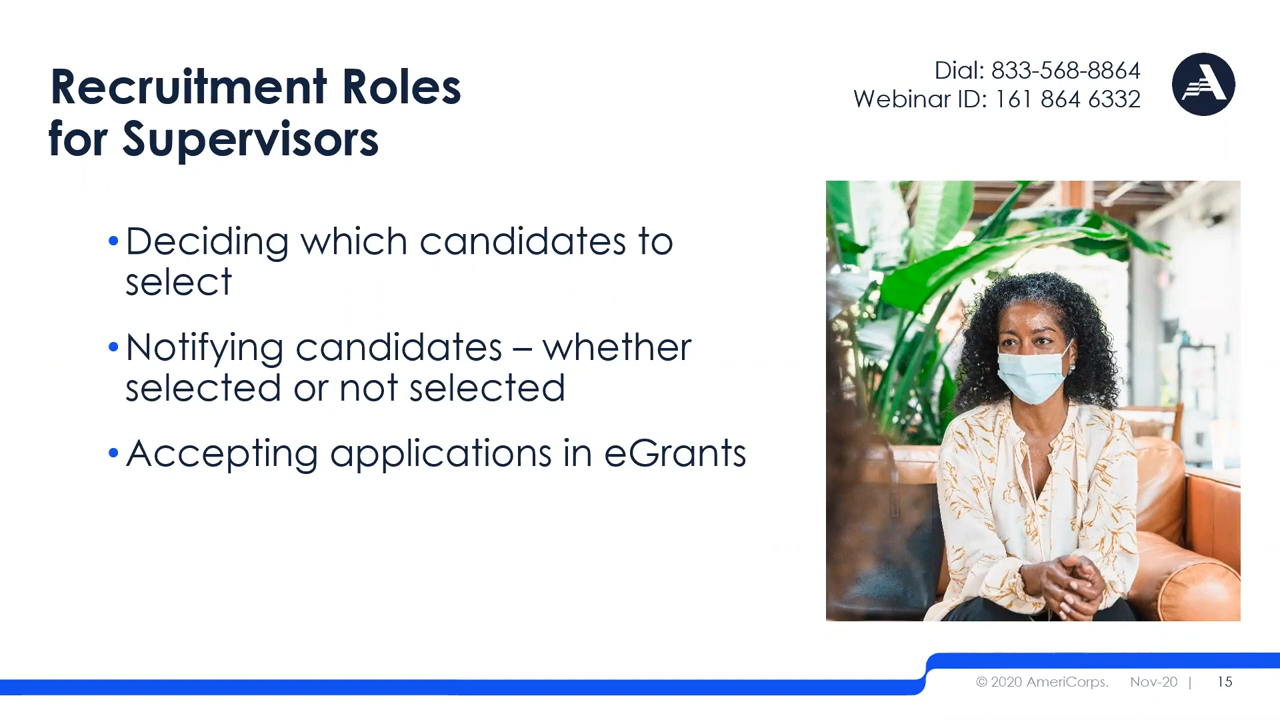 Recruitment Roles
for Supervisors
Dial: 833-568-8864
Webinar ID: 161 864 6332
•Deciding which candidates to
select
•Notifying candidates – whether
selected or not selected
•Accepting applications in eGrants
© 2020 AmeriCorps. Nov-20 | 15